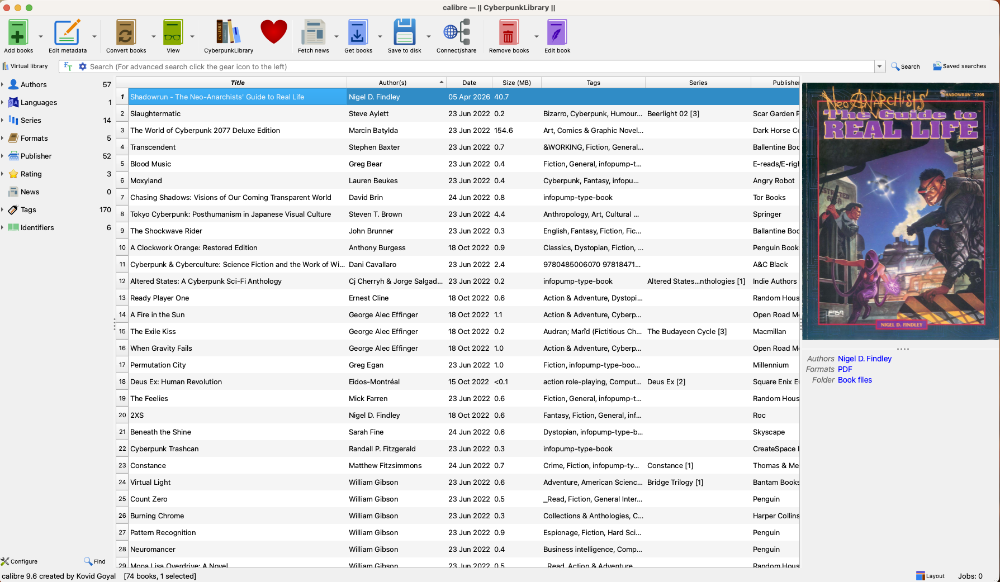 calibre — || CyberpunkLibrary ||
Add books
Edit metadata
Convert books
View
CALIBRE
CyberpunkLibrary
Fetch news
Get books
Save to disk
Connect/share
Remove books
Edit book
Virtual library
FT
Search (For advanced search click the gear icon to the left)
Search
Saved searches
Authors 57
Languages 1
Series 14
Formats 5
Publisher 52
Rating 3
News 0
Tags 170
Identifiers 6
Title Author(s) Date Size (MB) Tags Series Publisher
1 Shadowrun - The Neo-Anarchists' Guide to Real Life Nigel D. Findley 05 Apr 2026 40.7
2 Slaughtermatic Steve Aylett 23 Jun 2022 0.2 Bizarro, Cyberpunk, Humour... Beerlight 02 [3] Scar Garden P
3 The World of Cyberpunk 2077 Deluxe Edition Marcin Batylda 23 Jun 2022 154.6 Art, Comics & Graphic Novel... Dark Horse Co
4 Transcendent Stephen Baxter 23 Jun 2022 0.7 &WORKING, Fiction, General... Ballentine Boo
5 Blood Music Greg Bear 23 Jun 2022 0.4 Fiction, General, infopump-t... E-reads/E-righ
6 Moxyland Lauren Beukes 23 Jun 2022 0.4 Cyberpunk, Fantasy, infopu... Angry Robot
7 Chasing Shadows: Visions of Our Coming Transparent World David Brin 24 Jun 2022 0.8 infopump-type-book Tor Books
8 Tokyo Cyberpunk: Posthumanism in Japanese Visual Culture Steven T. Brown 23 Jun 2022 4.4 Anthropology, Art, Cultural ... Springer
9 The Shockwave Rider John Brunner 23 Jun 2022 0.3 English, Fantasy, Fiction, Fic... Ballantine Boo
10 A Clockwork Orange: Restored Edition Anthony Burgess 18 Oct 2022 0.9 Classics, Dystopian, Fiction, ... Penguin Books
11 Cyberpunk & Cyberculture: Science Fiction and the Work of Wi... Dani Cavallaro 23 Jun 2022 2.4 9780485006070 97818471... A&C Black
12 Altered States: A Cyberpunk Sci-Fi Anthology Cj Cherryh & Jorge Salgad... 23 Jun 2022 0.2 infopump-type-book Altered States...nthologies [1] Indie Authors
13 Ready Player One Ernest Cline 18 Oct 2022 0.6 Action & Adventure, Dystopi... Random Hous
14 A Fire in the Sun George Alec Effinger 18 Oct 2022 1.1 Action & Adventure, Cyberp... Open Road Me
15 The Exile Kiss George Alec Effinger 18 Oct 2022 0.2 Audran; Marîd (Fictitious Ch... The Budayeen Cycle [3] Macmillan
16 When Gravity Fails George Alec Effinger 18 Oct 2022 1.0 Action & Adventure, Cyberp... Open Road Me
17 Permutation City Greg Egan 23 Jun 2022 1.0 Fiction, infopump-type-boo... Millennium
18 Deus Ex: Human Revolution Eidos-Montréal 15 Oct 2022 <0.1 action role-playing, Comput... Deus Ex [2] Square Enix Eu
19 The Feelies Mick Farren 23 Jun 2022 0.6 Fiction, General, infopump-t... Random Hous
20 2XS Nigel D. Findley 18 Oct 2022 0.6 Fantasy, Fiction, General, inf... Roc
21 Beneath the Shine Sarah Fine 24 Jun 2022 0.6 Dystopian, infopump-type-b... Skyscape
22 Cyberpunk Trashcan Randall P. Fitzgerald 23 Jun 2022 0.3 infopump-type-book CreateSpace I
23 Constance Matthew Fitzsimmons 24 Jun 2022 0.7 Crime, Fiction, infopump-ty... Constance [1] Thomas & Me
24 Virtual Light William Gibson 23 Jun 2022 0.6 Adventure, American Scienc... Bridge Trilogy [1] Bantam Books
25 Count Zero William Gibson 23 Jun 2022 0.5 _Read, Fiction, General Inter... Penguin
26 Burning Chrome William Gibson 23 Jun 2022 0.3 Collections & Anthologies, C... Harper Collins
27 Pattern Recognition William Gibson 23 Jun 2022 0.9 Espionage, Fiction, Hard Sci... Penguin
28 Neuromancer William Gibson 23 Jun 2022 0.4 Business intelligence, Comp... Penguin
29 Mona Lisa Overdrive: A Novel William Gibson 23 Jun 2022 0.5 _Read, Action & Adventure Random Hous
SHADOWRUN 7208
Neo-Anarchists'
The Guide to
REAL LIFE
FASA
NIGEL D. FINDLEY
Authors Nigel D. Findley
Formats PDF
Folder Book files
Configure
Find
calibre 9.6 created by Kovid Goyal [74 books, 1 selected]
Layout
Jobs: 0